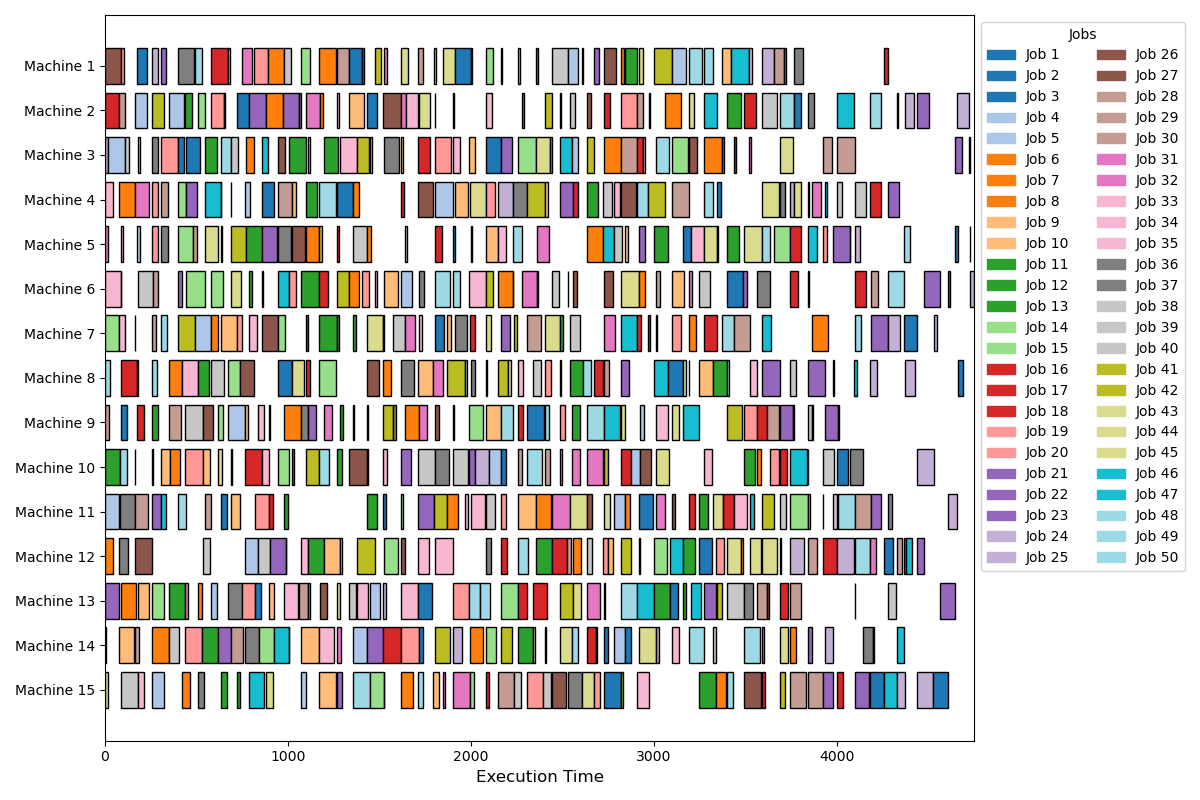 Jobs
Machine 1
Machine 2
Machine 3
Machine 4
Machine 5
Machine 6
Machine 7
Machine 8
Machine 9
Machine 10
Machine 11
Machine 12
Machine 13
Machine 14
Machine 15
0 1000 2000 3000 4000
Execution Time
Job 1
Job 2
Job 3
Job 4
Job 5
Job 6
Job 7
Job 8
Job 9
Job 10
Job 11
Job 12
Job 13
Job 14
Job 15
Job 16
Job 17
Job 18
Job 19
Job 20
Job 21
Job 22
Job 23
Job 24
Job 25
Job 26
Job 27
Job 28
Job 29
Job 30
Job 31
Job 32
Job 33
Job 34
Job 35
Job 36
Job 37
Job 38
Job 39
Job 40
Job 41
Job 42
Job 43
Job 44
Job 45
Job 46
Job 47
Job 48
Job 49
Job 50